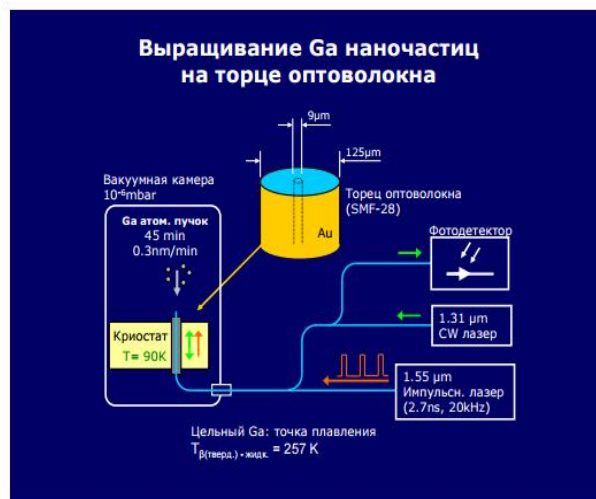 Выращивание Ga наночастиц
на торце оптоволокна
9μm
125μm
Вакуумная камера
10⁻⁶mbar
Торец оптоволокна
(SMF-28)
Ga атом. пучок
45 min
0.3nm/min
Au
Фотодетектор
Криостат
T= 90K
1.31 μm
CW лазер
1.55 μm
Импульсн. лазер
(2.7ns, 20kHz)
Цельный Ga: точка плавления
Tβ(тверд.) - жидк. = 257 K